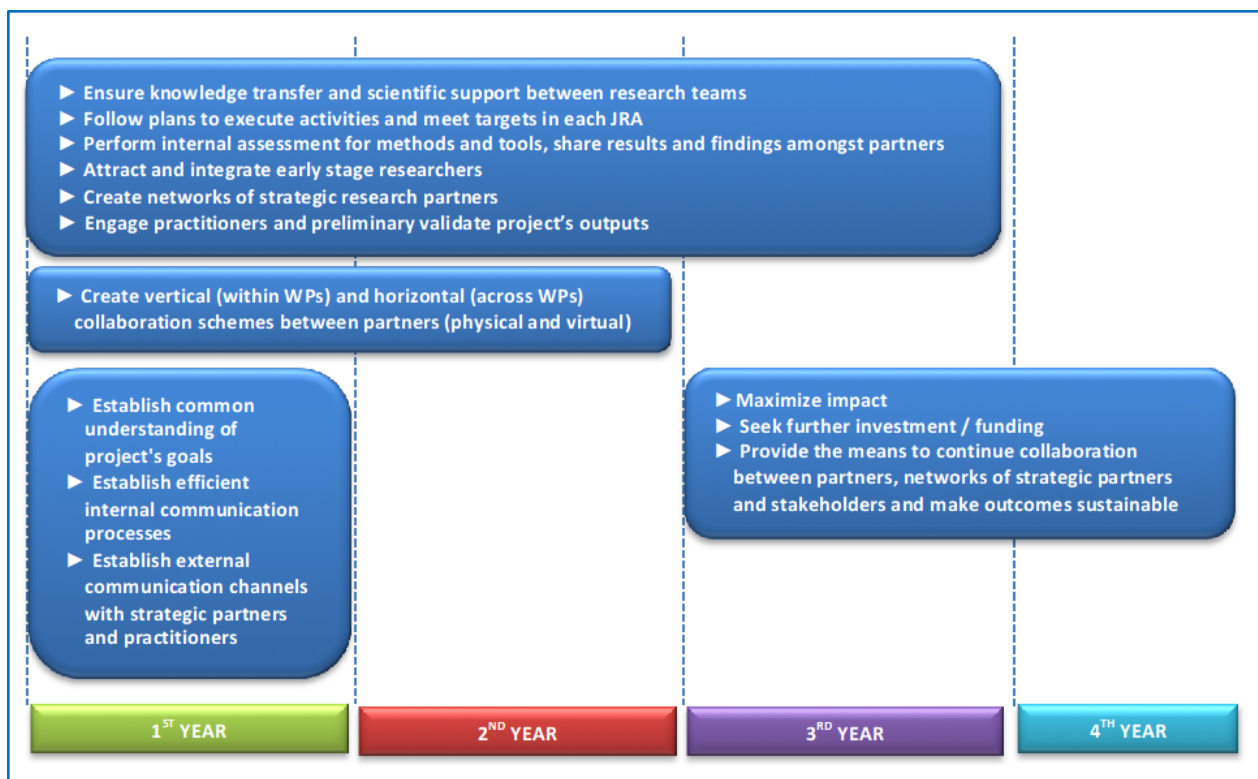 ► Ensure knowledge transfer and scientific support between research teams
► Follow plans to execute activities and meet targets in each JRA
► Perform internal assessment for methods and tools, share results and findings amongst partners
► Attract and integrate early stage researchers
► Create networks of strategic research partners
► Engage practitioners and preliminary validate project’s outputs
► Create vertical (within WPs) and horizontal (across WPs)
collaboration schemes between partners (physical and virtual)
► Establish common
understanding of
project's goals
► Establish efficient
internal communication
processes
► Establish external
communication channels
with strategic partners
and practitioners
► Maximize impact
► Seek further investment / funding
► Provide the means to continue collaboration
between partners, networks of strategic partners
and stakeholders and make outcomes sustainable
1ST YEAR
2ND YEAR
3RD YEAR
4TH YEAR